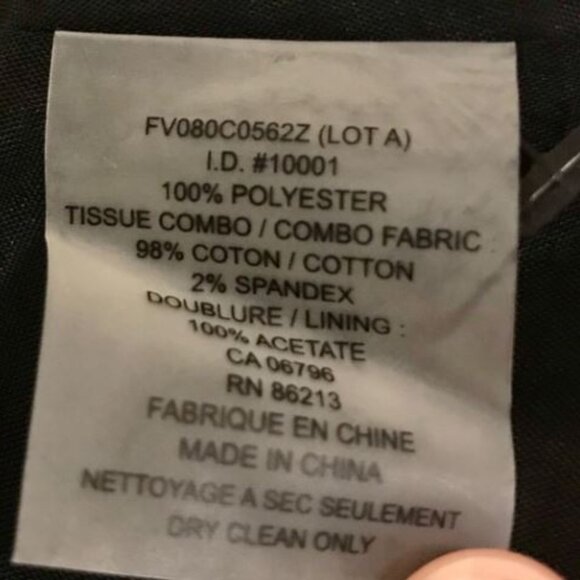 FV080C0562Z (LOT A)
I.D. #10001
100% POLYESTER
TISSUE COMBO / COMBO FABRIC :
98% COTON / COTTON
2% SPANDEX
DOUBLURE / LINING :
100% ACETATE
CA 06796
RN 86213
FABRIQUE EN CHINE
MADE IN CHINA
NETTOYAGE A SEC SEULEMENT
DRY CLEAN ONLY